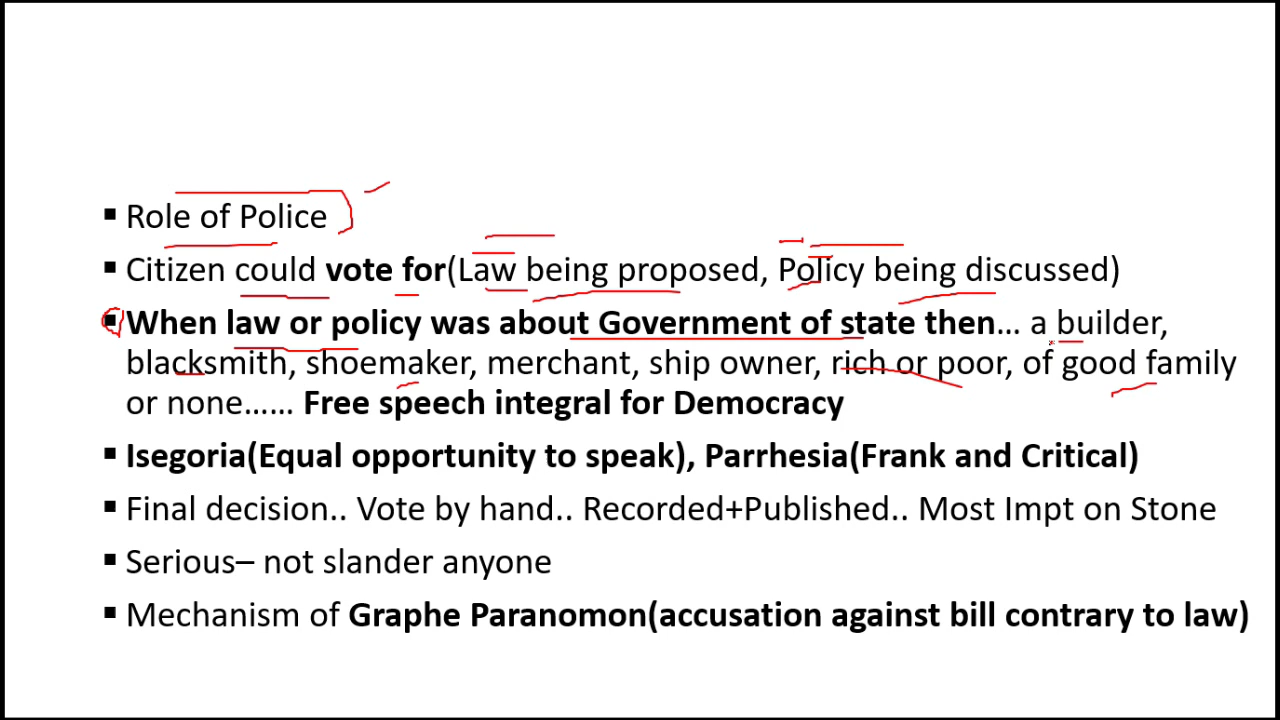 ▪ Role of Police
▪ Citizen could vote for(Law being proposed, Policy being discussed)
▪ When law or policy was about Government of state then... a builder,
blacksmith, shoemaker, merchant, ship owner, rich or poor, of good family
or none...... Free speech integral for Democracy
▪ Isegoria(Equal opportunity to speak), Parrhesia(Frank and Critical)
▪ Final decision.. Vote by hand.. Recorded+Published.. Most Impt on Stone
▪ Serious– not slander anyone
▪ Mechanism of Graphe Paranomon(accusation against bill contrary to law)